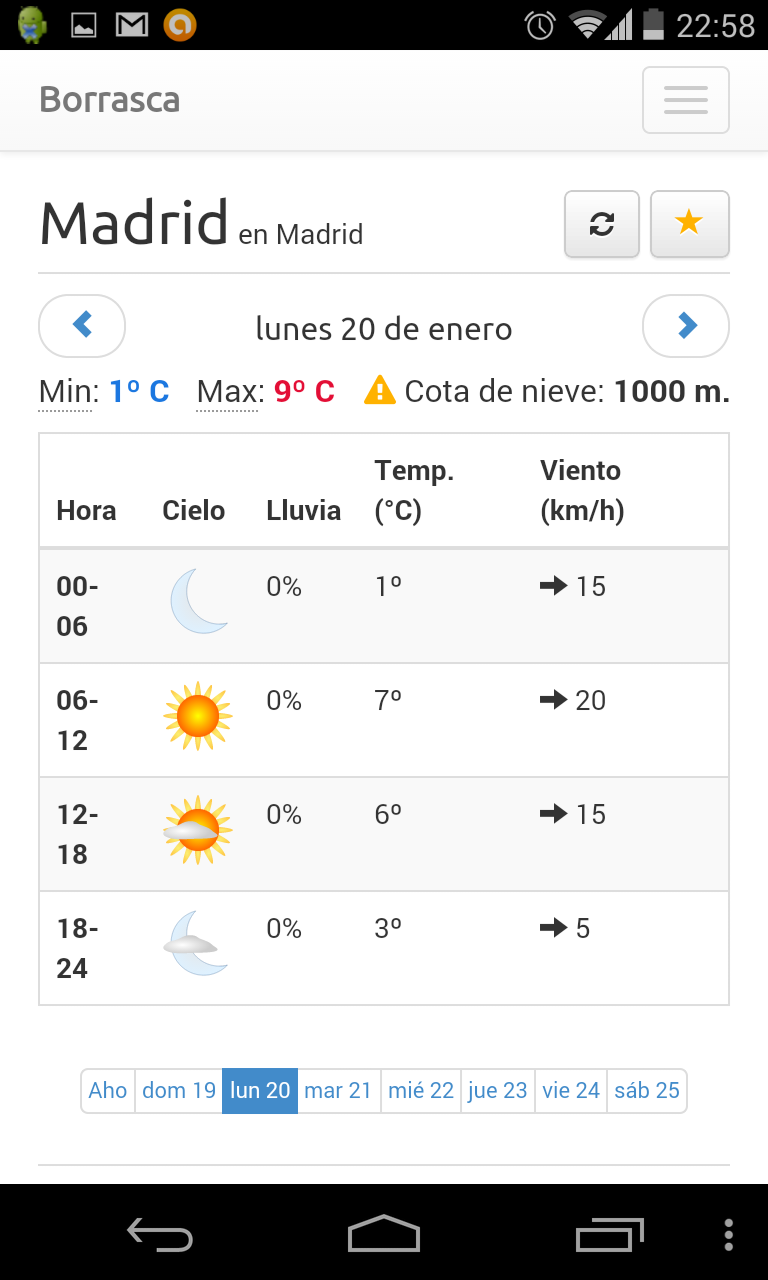 22:58
Borrasca
Madrid en Madrid
lunes 20 de enero
Min: 1º C Max: 9º C Cota de nieve: 1000 m.
Hora Cielo Lluvia Temp. (°C) Viento (km/h)
00-06 0% 1º 15
06-12 0% 7º 20
12-18 0% 6º 15
18-24 0% 3º 5
Aho dom 19 lun 20 mar 21 mié 22 jue 23 vie 24 sáb 25